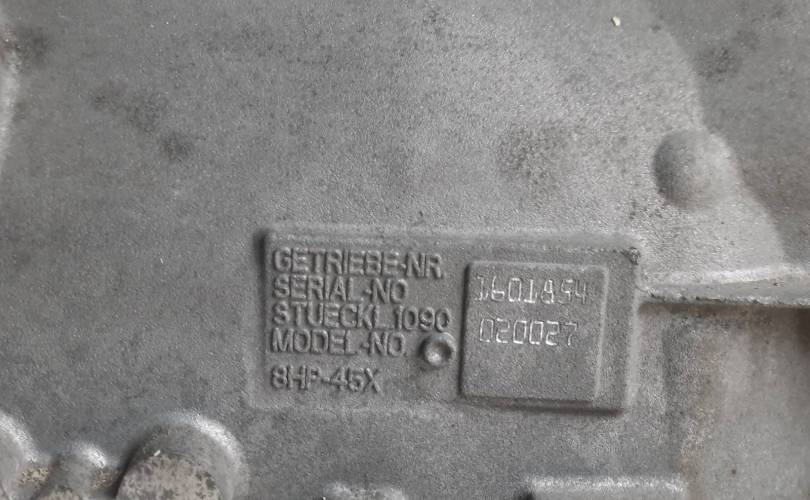 GETRIEBE-NR.
SERIAL-NO
STUECKL.1090
MODEL-NO.
8HP-45X
1601854
020027